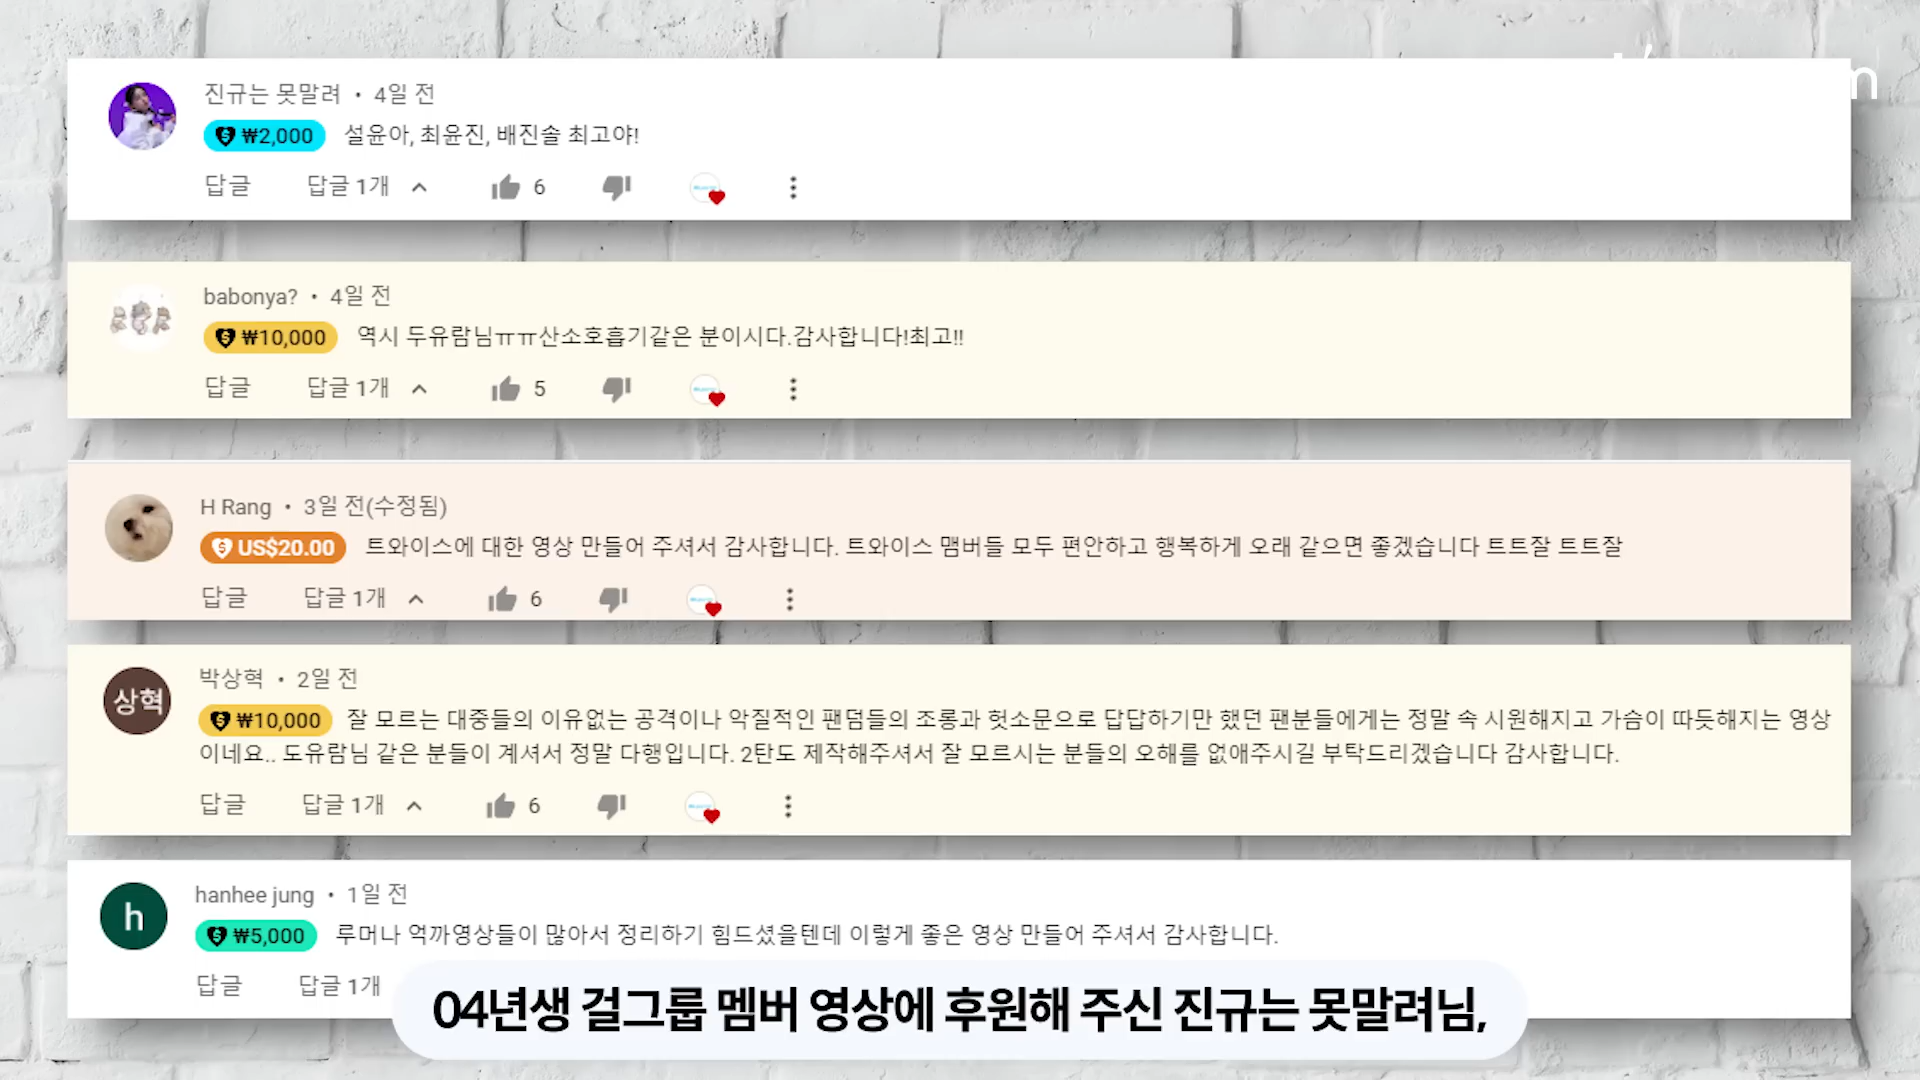 진규는 못말려 • 4일 전
₩2,000 설윤아, 최윤진, 배진솔 최고야!
답글 답글 1개 6
babonya? • 4일 전
₩10,000 역시 두유람님ㅠㅠ산소호흡기같은 분이시다.감사합니다!최고!!
답글 답글 1개 5
H Rang • 3일 전(수정됨)
US$20.00 트와이스에 대한 영상 만들어 주셔서 감사합니다. 트와이스 맴버들 모두 편안하고 행복하게 오래 같으면 좋겠습니다 트트잘 트트잘
답글 답글 1개 6
상혁
박상혁 • 2일 전
₩10,000 잘 모르는 대중들의 이유없는 공격이나 악질적인 팬덤들의 조롱과 헛소문으로 답답하기만 했던 팬분들에게는 정말 속 시원해지고 가슴이 따듯해지는 영상
이네요.. 도유람님 같은 분들이 계셔서 정말 다행입니다. 2탄도 제작해주셔서 잘 모르시는 분들의 오해를 없애주시길 부탁드리겠습니다 감사합니다.
답글 답글 1개 6
h
hanhee jung • 1일 전
₩5,000 루머나 억까영상들이 많아서 정리하기 힘드셨을텐데 이렇게 좋은 영상 만들어 주셔서 감사합니다.
답글 답글 1개
04년생 걸그룹 멤버 영상에 후원해 주신 진규는 못말려님,